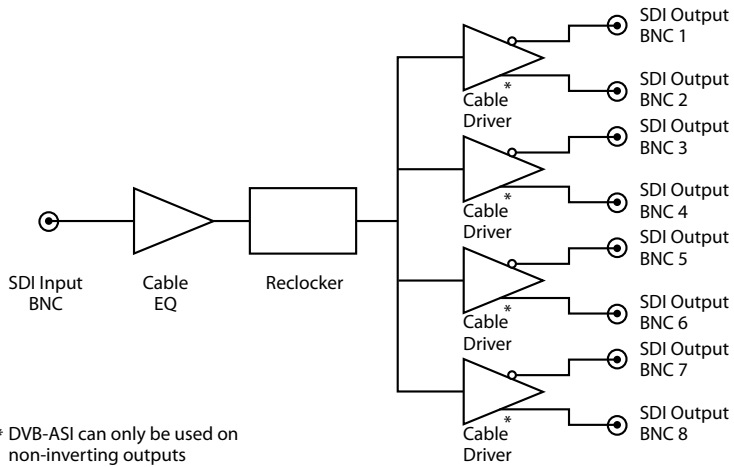 SDI Output
BNC 1
*
Cable
Driver
SDI Output
BNC 2
SDI Output
BNC 3
*
Cable
Driver
SDI Output
BNC 4
SDI Input
BNC
Cable
EQ
Reclocker
SDI Output
BNC 5
*
Cable
Driver
SDI Output
BNC 6
SDI Output
BNC 7
*
Cable
Driver
SDI Output
BNC 8
* DVB-ASI can only be used on
non-inverting outputs